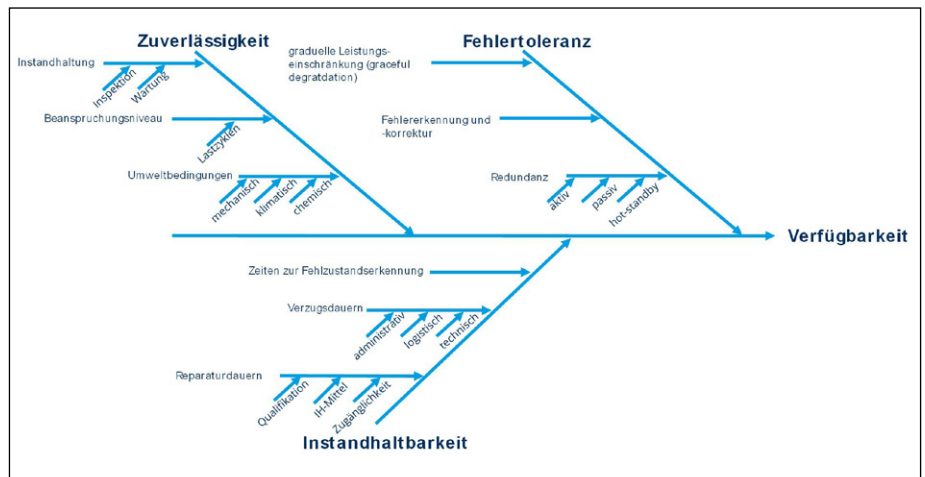 Zuverlässigkeit
Instandhaltung
Inspektion
Wartung
Beanspruchungsniveau
Lastzyklen
Umweltbedingungen
mechanisch
klimatisch
chemisch
Fehlertoleranz
graduelle Leistungs-
einschränkung (graceful
degratdation)
Fehlererkennung und
-korrektur
Redundanz
aktiv
passiv
hot-standby
Verfügbarkeit
Zeiten zur Fehlzustandserkennung
Verzugsdauern
administrativ
logistisch
technisch
Reparaturdauern
Qualifikation
IH-Mittel
Zugänglichkeit
Instandhaltbarkeit